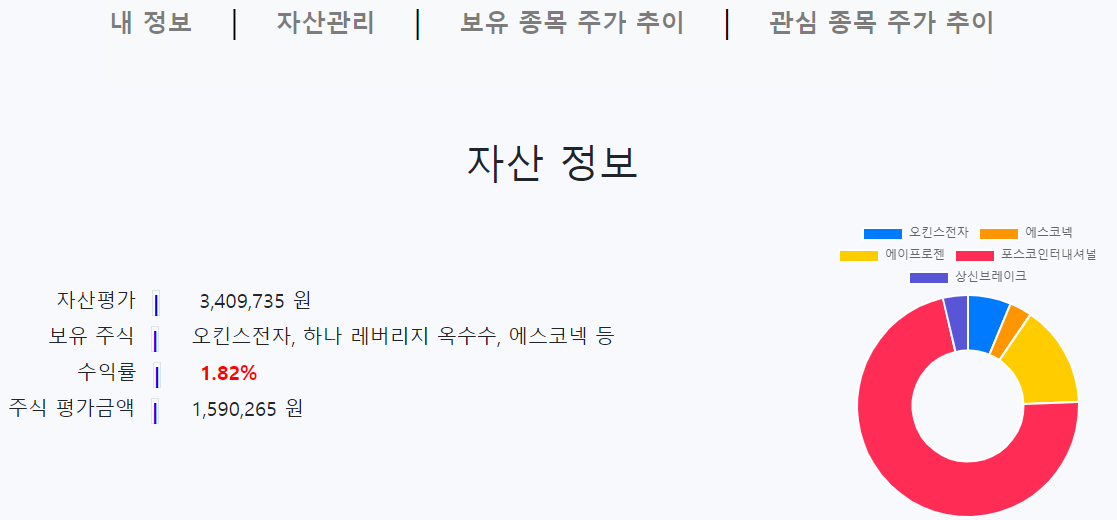 내 정보 | 자산관리 | 보유 종목 주가 추이 | 관심 종목 주가 추이
자산 정보
자산평가 | 3,409,735 원
보유 주식 | 오킨스전자, 하나 레버리지 옥수수, 에스코넥 등
수익률 | 1.82%
주식 평가금액 | 1,590,265 원
오킨스전자 에스코넥
에이프로젠 포스코인터내셔널
상신브레이크